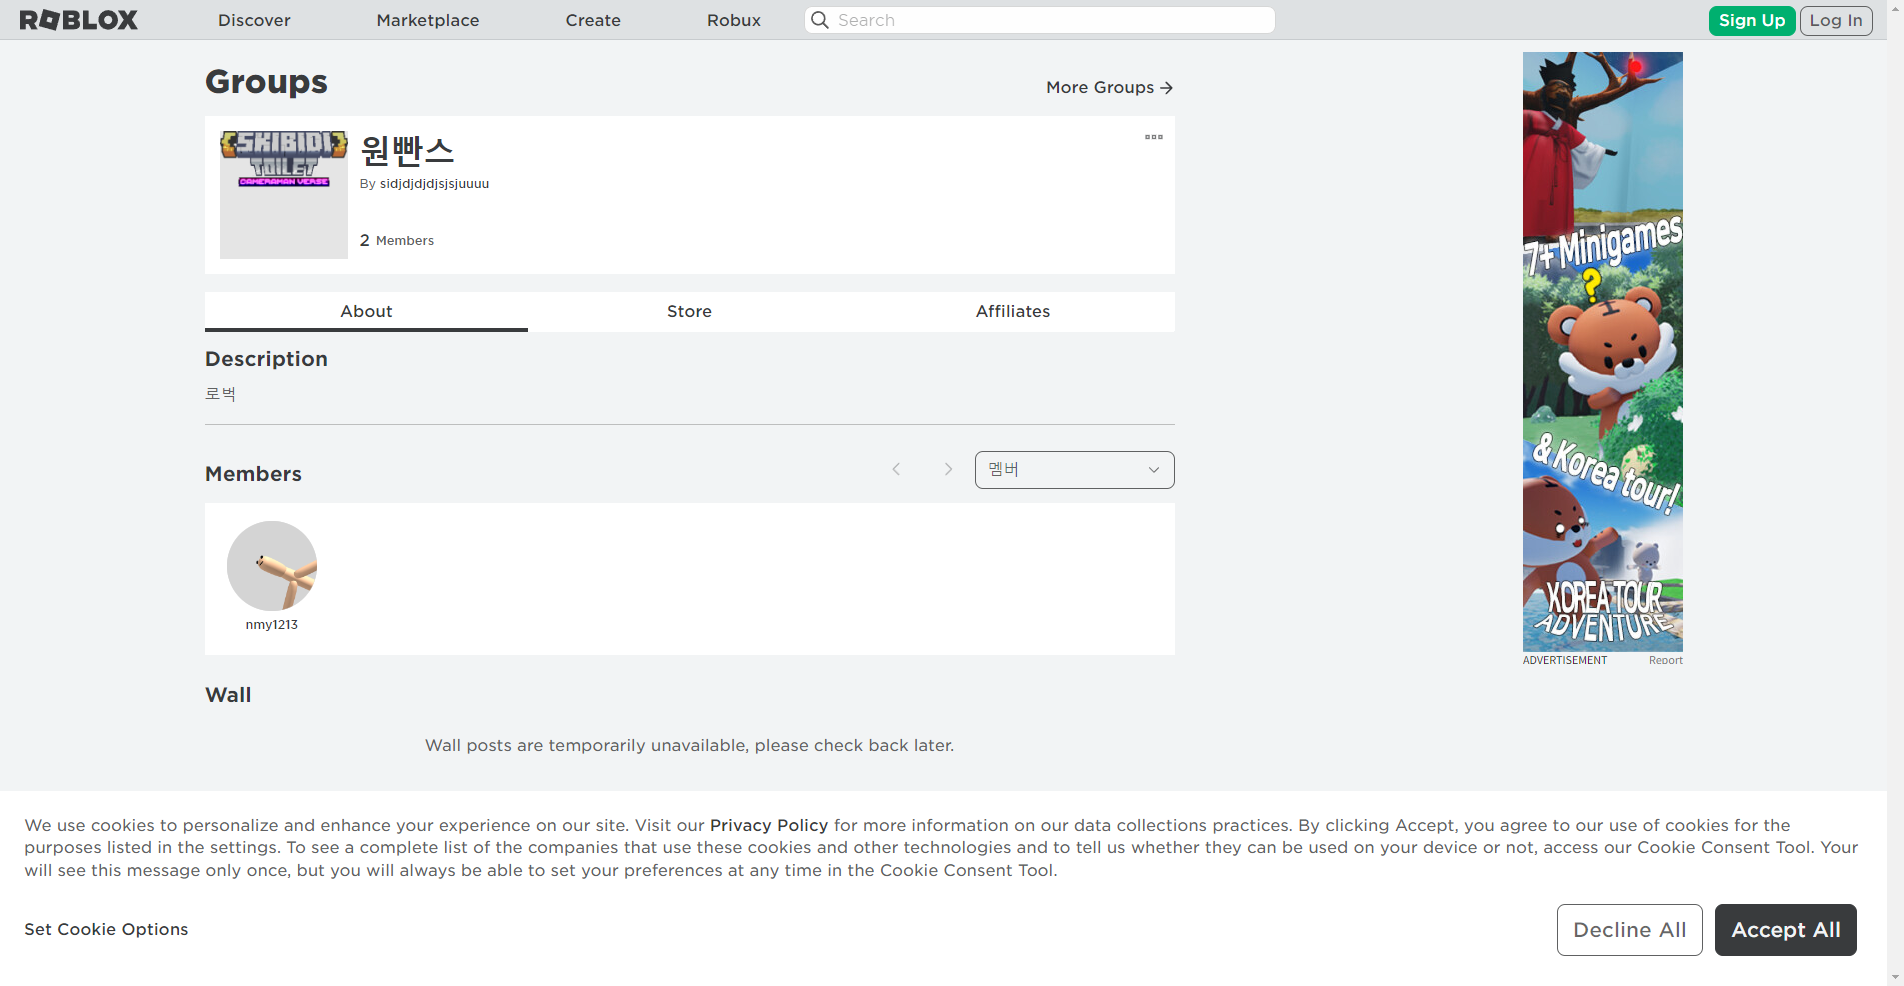 ROBLOX
Discover
Marketplace
Create
Robux
Search
Sign Up
Log In
Groups
More Groups
SKIBIDI
TOILET
CAMERAMAN VERSE
원빤스
By sidjdjdjdjsjsjuuuu
2 Members
About
Store
Affiliates
Description
로벅
Members
멤버
nmy1213
Wall
Wall posts are temporarily unavailable, please check back later.
7+ Minigames
?
& Korea tour!
KOREA TOUR
ADVENTURE
ADVERTISEMENT
Report
We use cookies to personalize and enhance your experience on our site. Visit our Privacy Policy for more information on our data collections practices. By clicking Accept, you agree to our use of cookies for the
purposes listed in the settings. To see a complete list of the companies that use these cookies and other technologies and to tell us whether they can be used on your device or not, access our Cookie Consent Tool. Your
will see this message only once, but you will always be able to set your preferences at any time in the Cookie Consent Tool.
Set Cookie Options
Decline All
Accept All